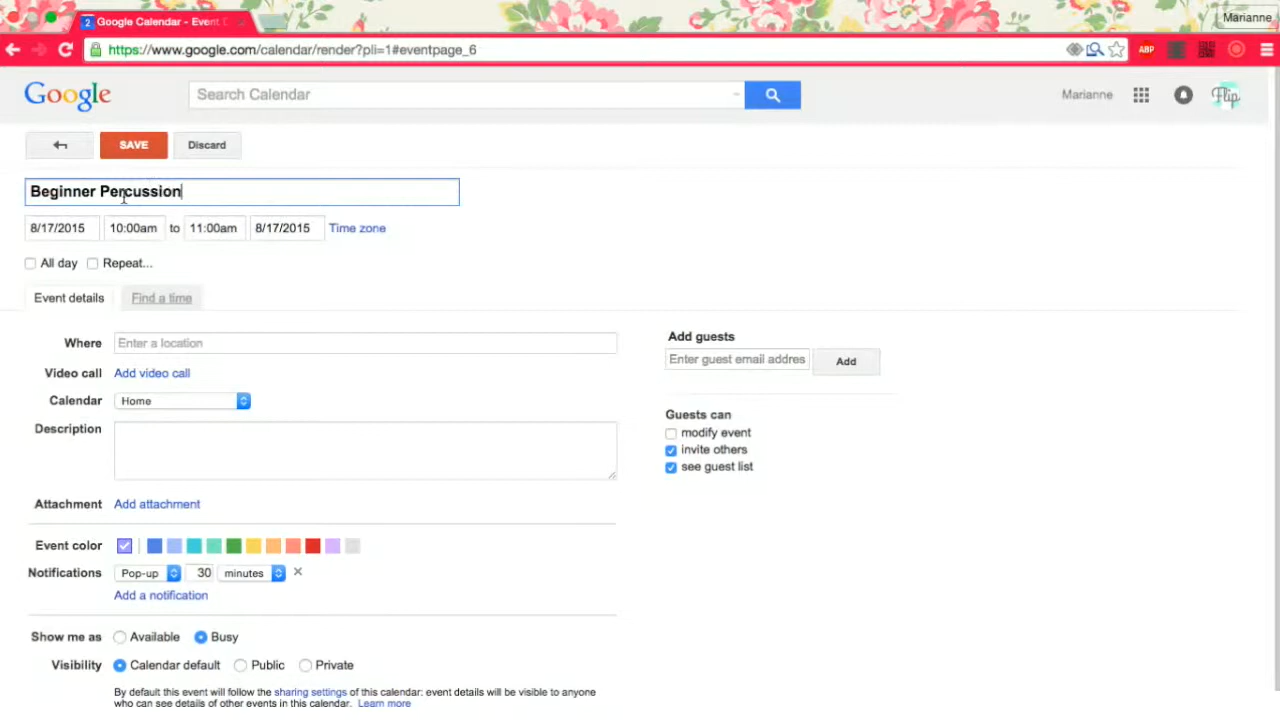 Google Calendar - Event D
Marianne
https://www.google.com/calendar/render?pli=1#eventpage_6
ABP
Google
Search Calendar
Marianne
Flip
SAVE
Discard
Beginner Percussion
8/17/2015 10:00am to 11:00am 8/17/2015 Time zone
All day Repeat...
Event details Find a time
Where Enter a location
Video call Add video call
Calendar Home
Description
Attachment Add attachment
Event color
Notifications Pop-up 30 minutes
Add a notification
Show me as Available Busy
Visibility Calendar default Public Private
By default this event will follow the sharing settings of this calendar: event details will be visible to anyone
who can see details of other events in this calendar. Learn more
Add guests
Enter guest email addres Add
Guests can
modify event
invite others
see guest list